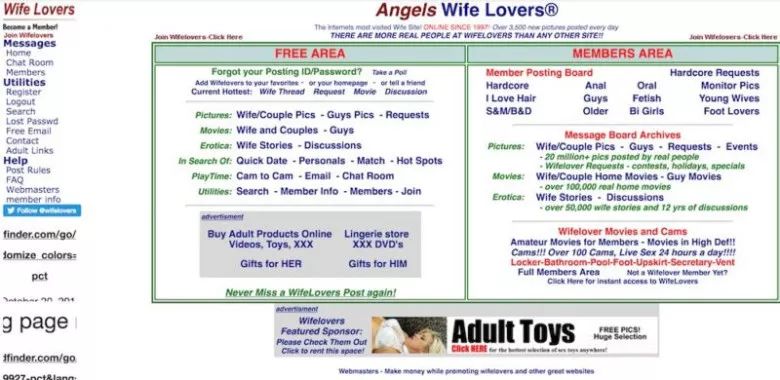 Wife Lovers
Become a Member!
Join Wifelovers
Messages
Home
Chat Room
Members
Utilities
Register
Logout
Search
Lost Passwd
Free Email
Contact
Adult Links
Help
Post Rules
FAQ
Webmasters
member info
Follow @wifelovers
finder.com/go/
domize_colors=
pct
October 20, 201
g page
dfinder.com/go
9927-pct&lang
Angels Wife Lovers®
The Internets most visited Wife Site! ONLINE SINCE 1997! Over 3,500 new pictures posted every day
Join Wifelovers-Click Here THERE ARE MORE REAL PEOPLE AT WIFELOVERS THAN ANY OTHER SITE!! Join Wifelovers-Click Here
FREE AREA
Forgot your Posting ID/Password? Take a Poll
Add Wifelovers to your favorites - or your homepage - or tell a friend
Current Hottest: Wife Thread Request Movie Discussion
Pictures: Wife/Couple Pics - Guys Pics - Requests
Movies: Wife and Couples - Guys
Erotica: Wife Stories - Discussions
In Search Of: Quick Date - Personals - Match - Hot Spots
PlayTime: Cam to Cam - Email - Chat Room
Utilities: Search - Member Info - Members - Join
advertisment
Buy Adult Products Online Lingerie store
Videos, Toys, XXX XXX DVD's
Gifts for HER Gifts for HIM
Never Miss a WifeLovers Post again!
MEMBERS AREA
Member Posting Board Hardcore Requests
Hardcore Anal Oral Monitor Pics
I Love Hair Guys Fetish Young Wives
S&M/B&D Older Bi Girls Foot Lovers
Message Board Archives
Pictures: Wife/Couple Pics - Guys - Requests - Events
- 20 million+ pics posted by real people
- Wifelover Requests - contests, holidays, specials
Movies: Wife/Couple Home Movies - Guy Movies
- over 100,000 real home movies
Erotica: Wife Stories - Discussions
- over 50,000 wife stories and 12 yrs of discussions
Wifelover Movies and Cams
Amateur Movies for Members - Movies in High Def!!!
Cams!!! Over 100 Cams, Live Sex 24 hours a day!!!!
Locker-Bathroom-Pool-Foot-Upskirt-Secretary-Vent
Full Members Area Not a Wifelover Member Yet?
Click Here for instant access to WifeLovers
advertisment
Wifelovers
Featured Sponsor:
Please Check Them Out
Click to rent this space!
Adult Toys
Click HERE for the hottest selection of sex toys anywhere!
FREE PICS!
Huge Selection
Webmasters - Make money while promoting wifelovers and other great websites